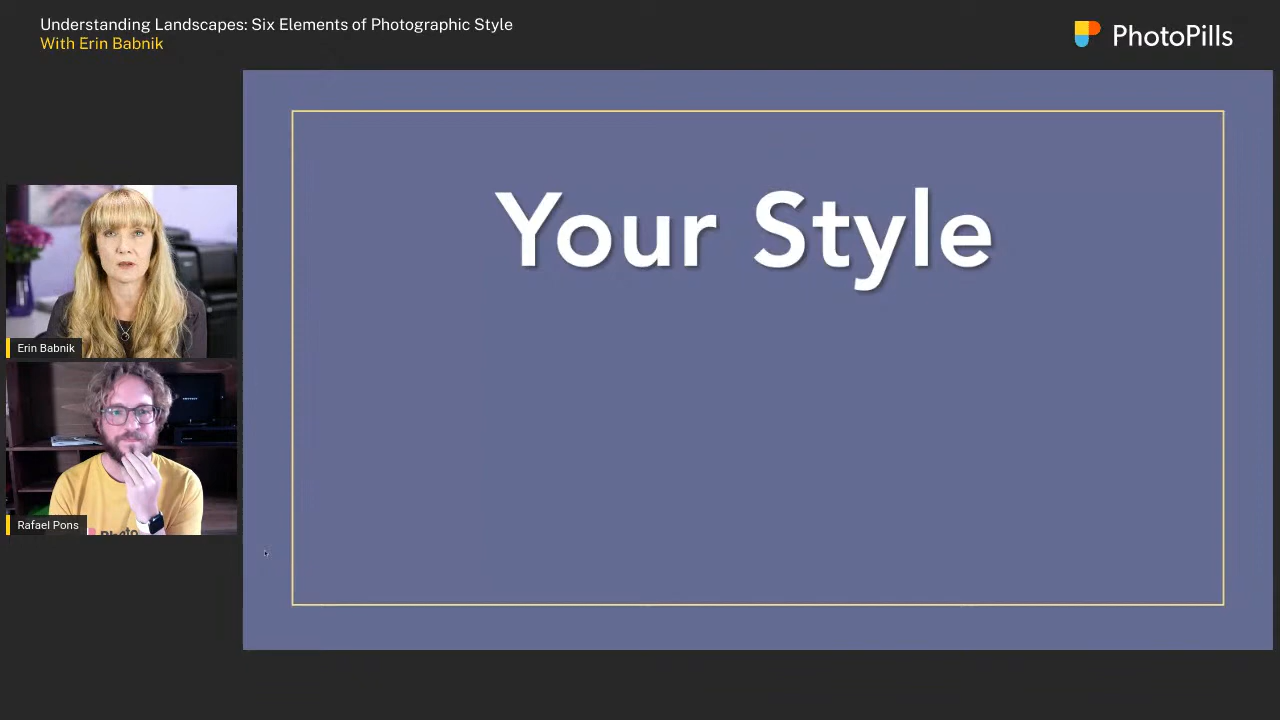 Understanding Landscapes: Six Elements of Photographic Style
With Erin Babnik
PhotoPills
Your Style
Erin Babnik
Rafael Pons